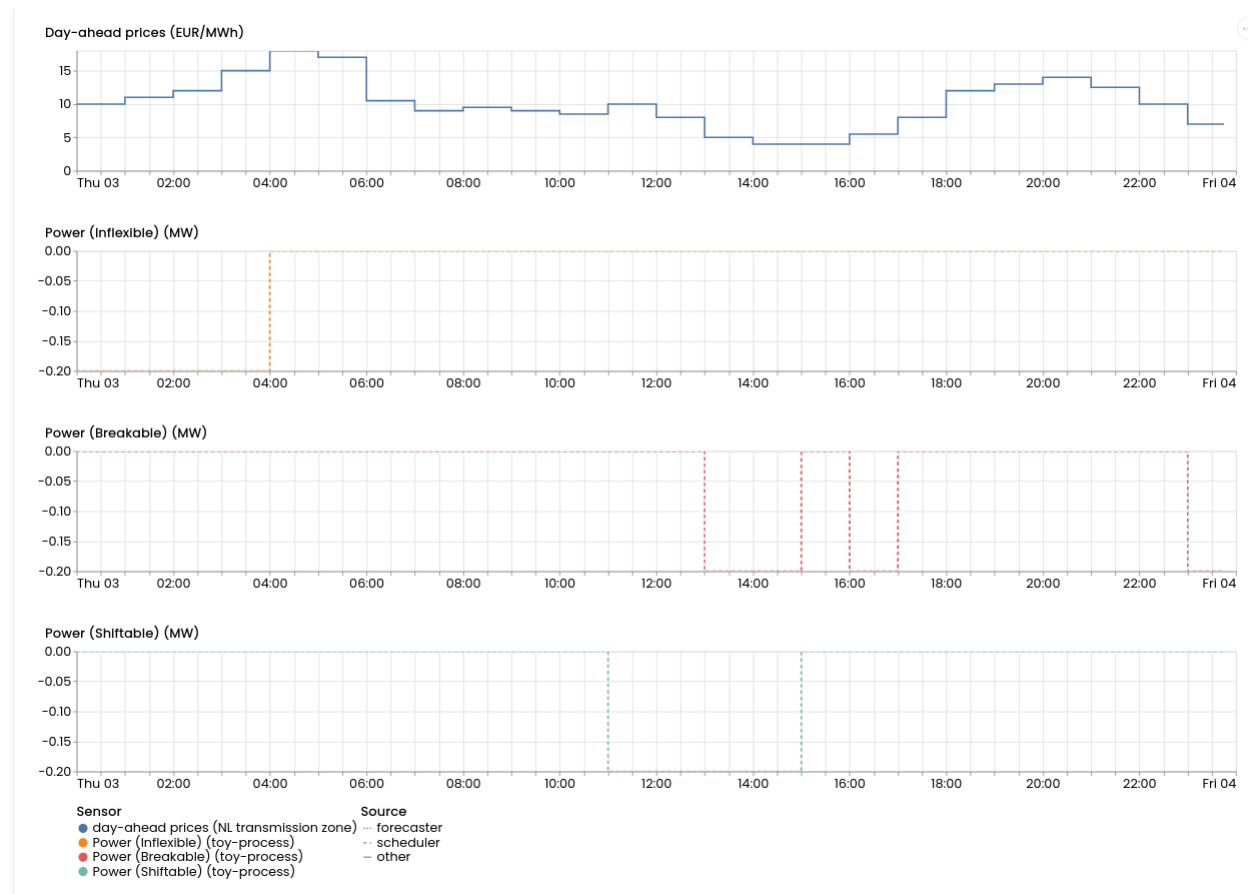 Day-ahead prices (EUR/MWh)
15
10
5
0
Thu 03 02:00 04:00 06:00 08:00 10:00 12:00 14:00 16:00 18:00 20:00 22:00 Fri 04
Power (Inflexible) (MW)
0.00
−0.05
−0.10
−0.15
−0.20
Thu 03 02:00 04:00 06:00 08:00 10:00 12:00 14:00 16:00 18:00 20:00 22:00 Fri 04
Power (Breakable) (MW)
0.00
−0.05
−0.10
−0.15
−0.20
Thu 03 02:00 04:00 06:00 08:00 10:00 12:00 14:00 16:00 18:00 20:00 22:00 Fri 04
Power (Shiftable) (MW)
0.00
−0.05
−0.10
−0.15
−0.20
Thu 03 02:00 04:00 06:00 08:00 10:00 12:00 14:00 16:00 18:00 20:00 22:00 Fri 04
Sensor Source
day-ahead prices (NL transmission zone) forecaster
Power (Inflexible) (toy-process) scheduler
Power (Breakable) (toy-process) other
Power (Shiftable) (toy-process)